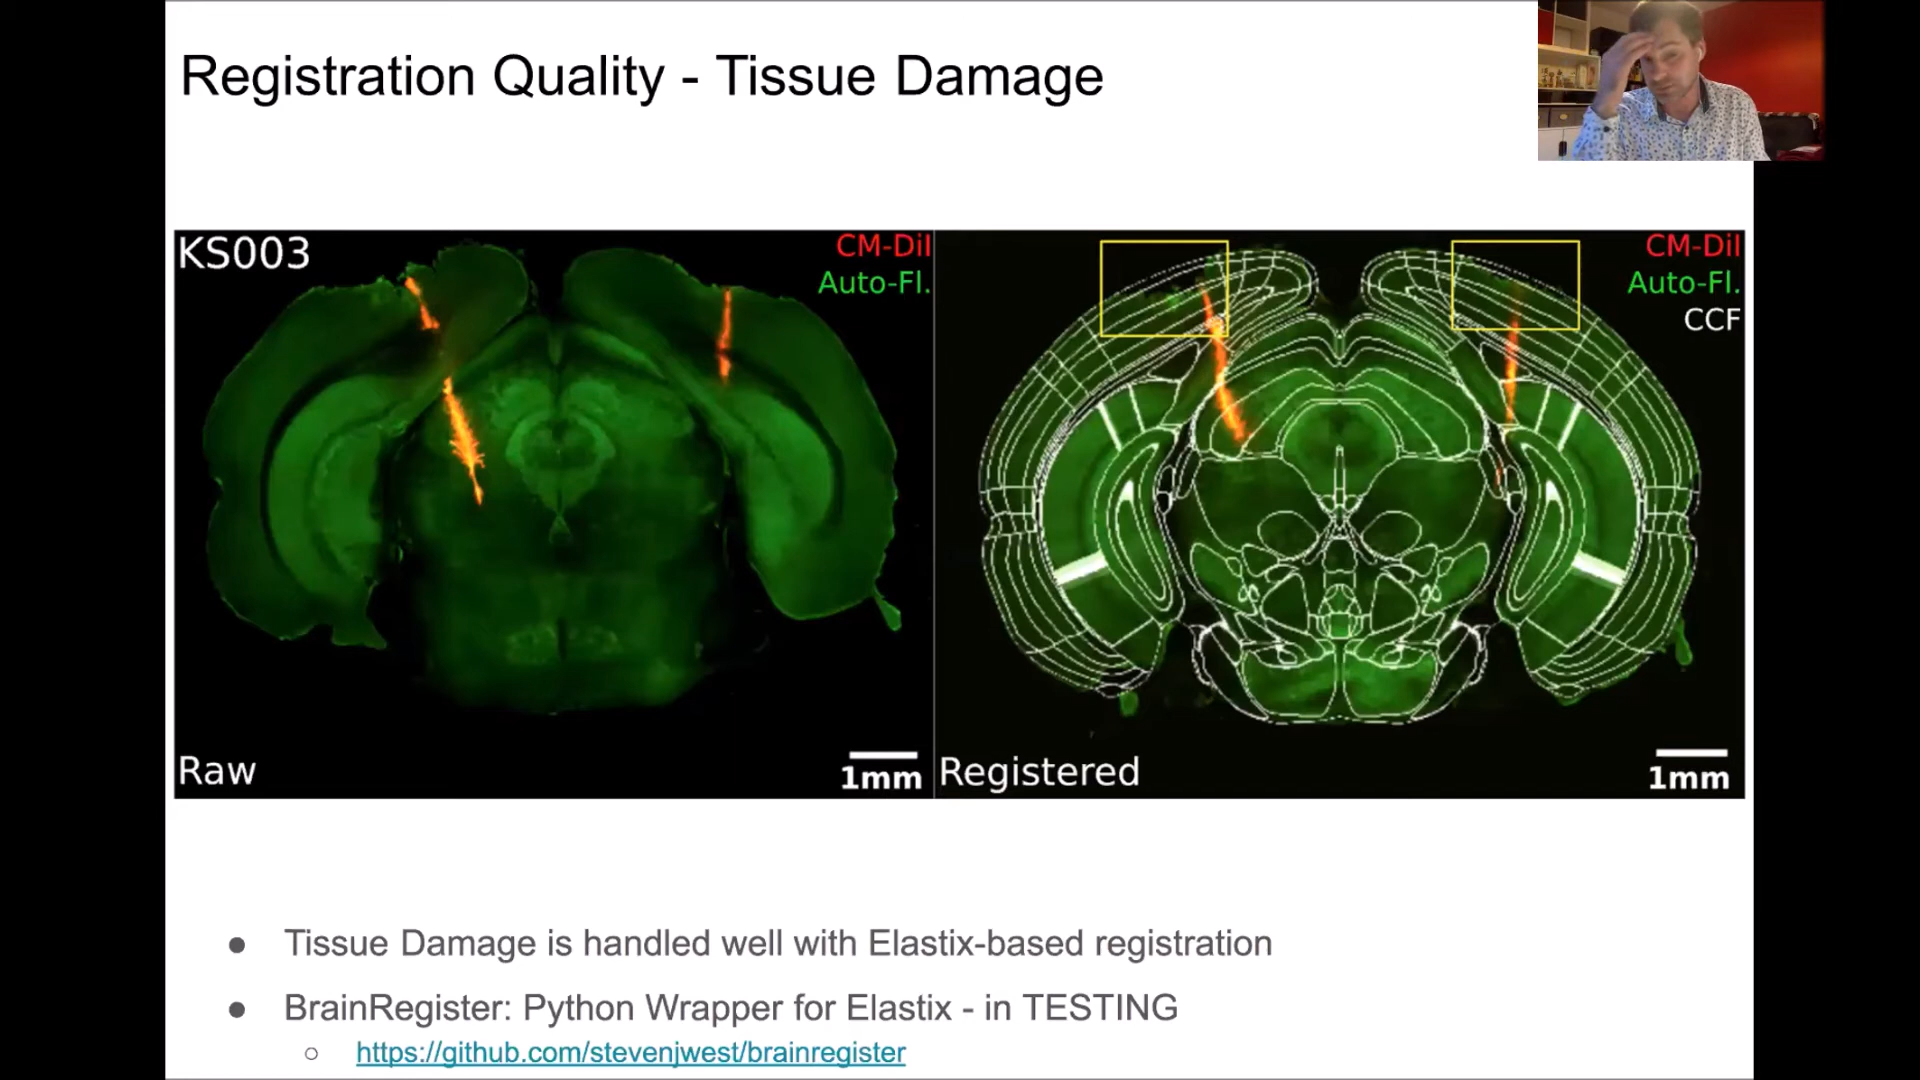 Registration Quality - Tissue Damage
KS003
CM-DiI
Auto-Fl.
Raw
1mm
CM-DiI
Auto-Fl.
CCF
Registered
1mm
● Tissue Damage is handled well with Elastix-based registration
● BrainRegister: Python Wrapper for Elastix - in TESTING
○ https://github.com/stevenjwest/brainregister